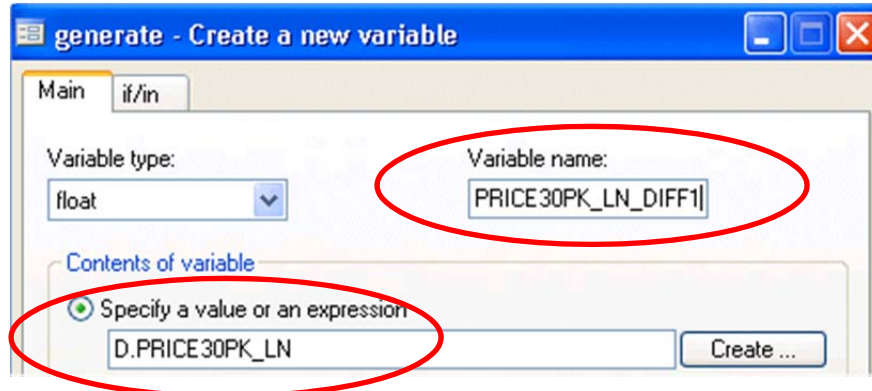 generate - Create a new variable
Main if/in
Variable type: Variable name:
float PRICE30PK_LN_DIFF1
Contents of variable
Specify a value or an expression
D.PRICE30PK_LN Create ...